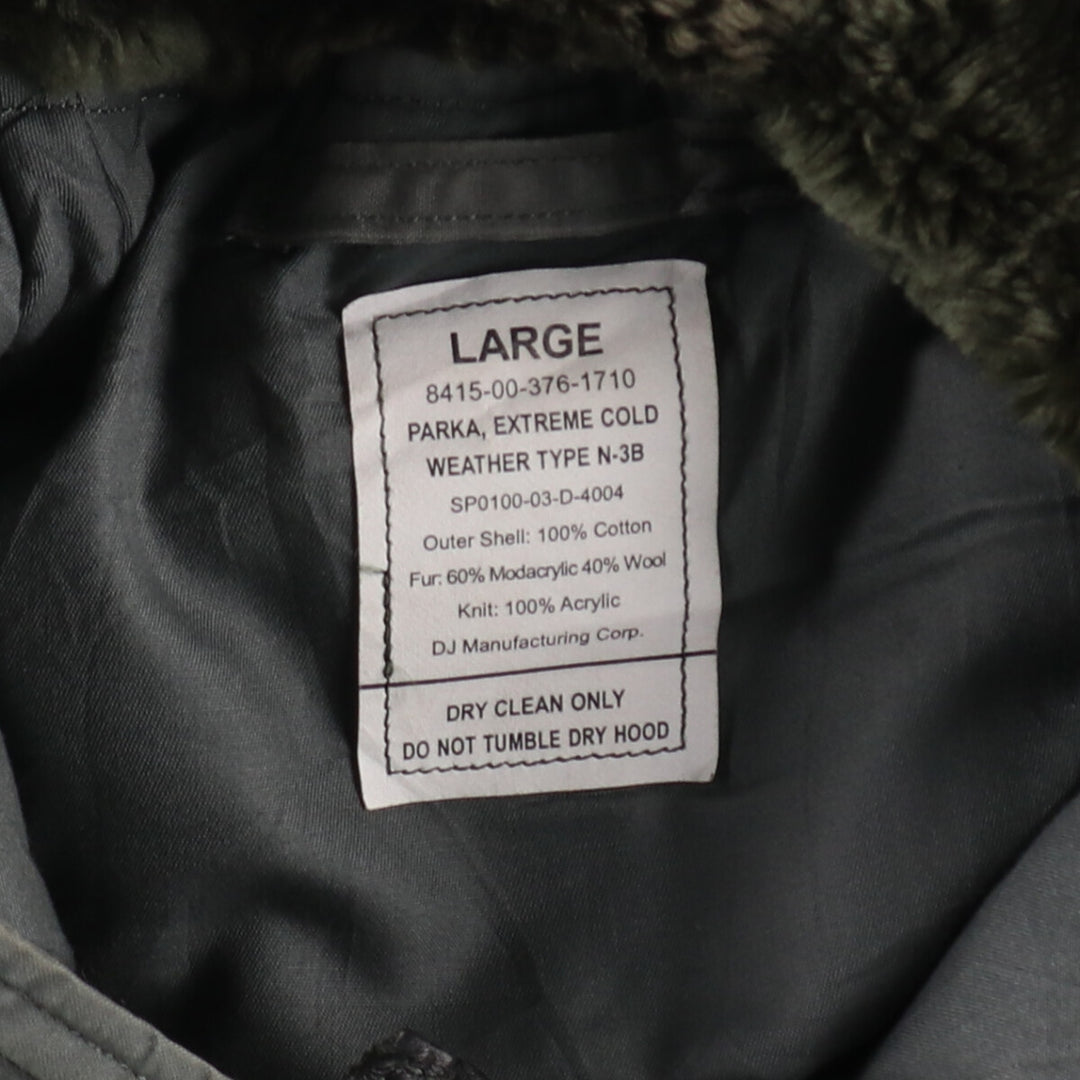 LARGE
8415-00-376-1710
PARKA, EXTREME COLD
WEATHER TYPE N-3B
SP0100-03-D-4004
Outer Shell: 100% Cotton
Fur: 60% Modacrylic 40% Wool
Knit: 100% Acrylic
DJ Manufacturing Corp.
DRY CLEAN ONLY
DO NOT TUMBLE DRY HOOD